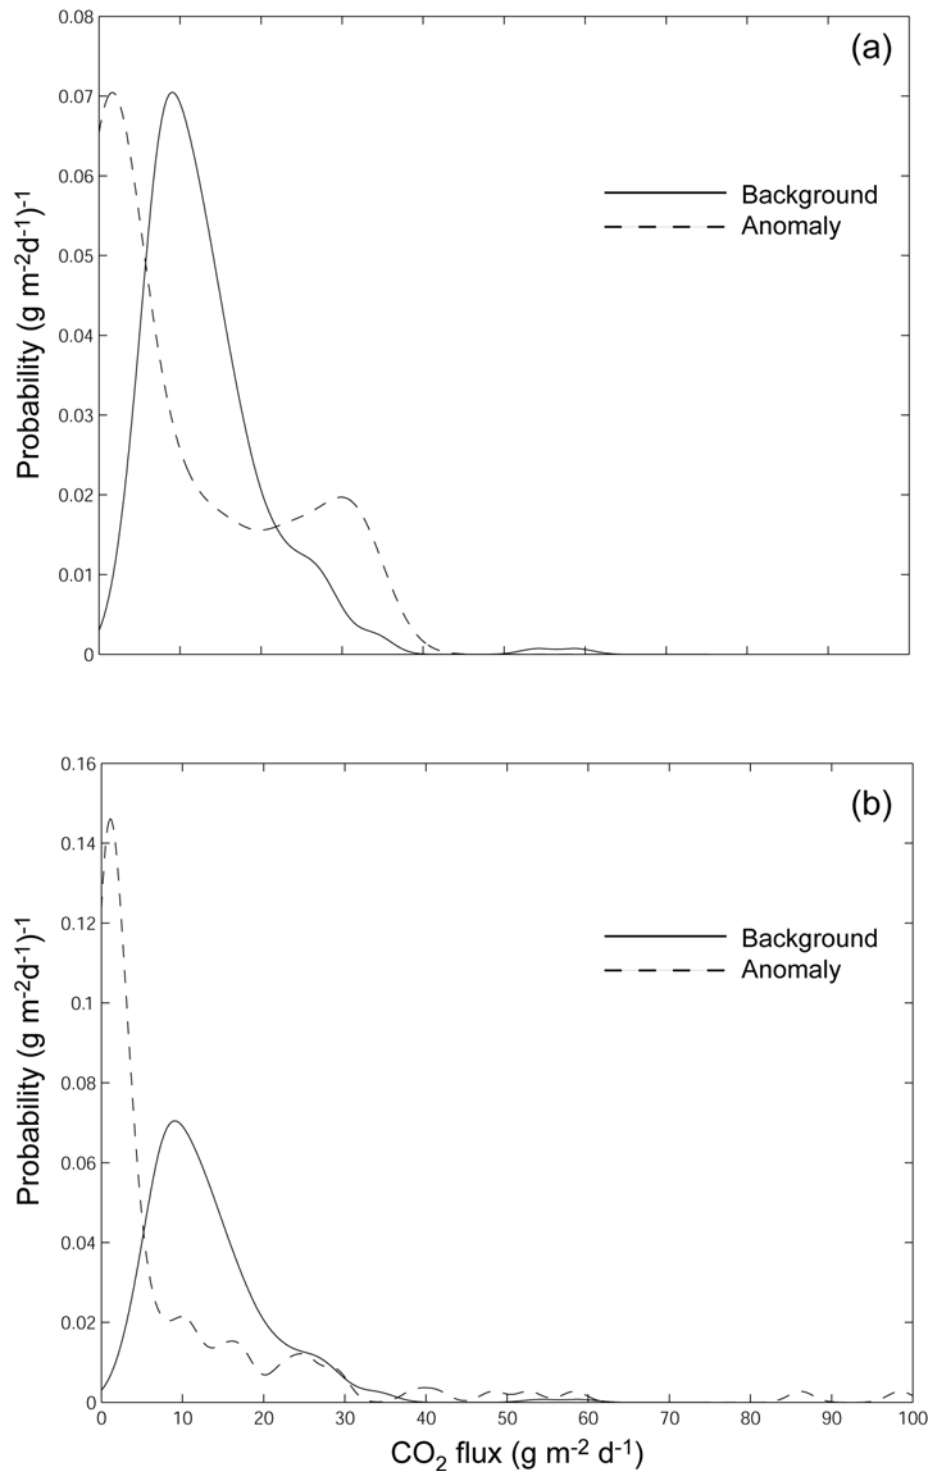 0.08
(a)
0.07
0.06
Background
Anomaly
0.05
0.04
0.03
0.02
0.01
0
Probability (g m-2d-1)-1
0.16
(b)
0.14
0.12
Background
Anomaly
0.1
0.08
0.06
0.04
0.02
0
Probability (g m-2d-1)-1
0 10 20 30 40 50 60 70 80 90 100
CO2 flux (g m-2 d-1)